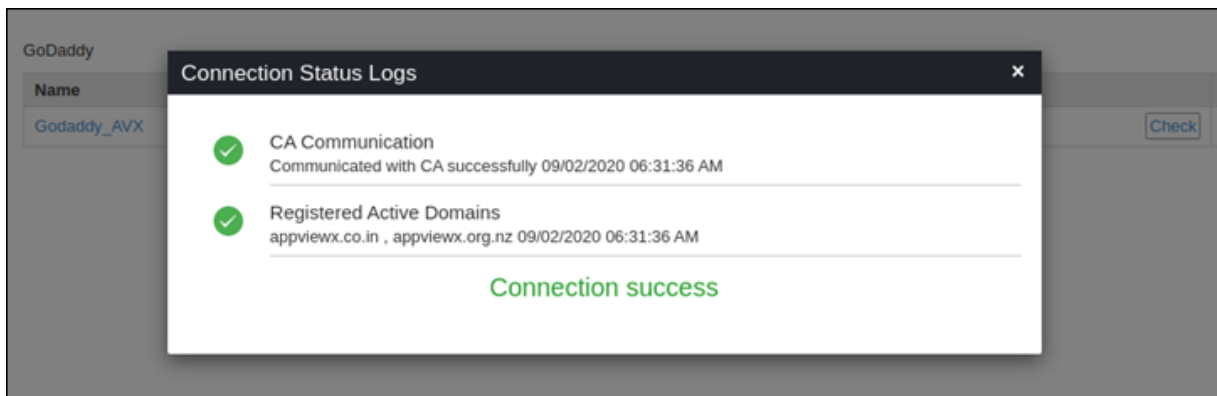 GoDaddy
Connection Status Logs ×
Name
Godaddy_AVX Check
CA Communication
Communicated with CA successfully 09/02/2020 06:31:36 AM
Registered Active Domains
appviewx.co.in , appviewx.org.nz 09/02/2020 06:31:36 AM
Connection success